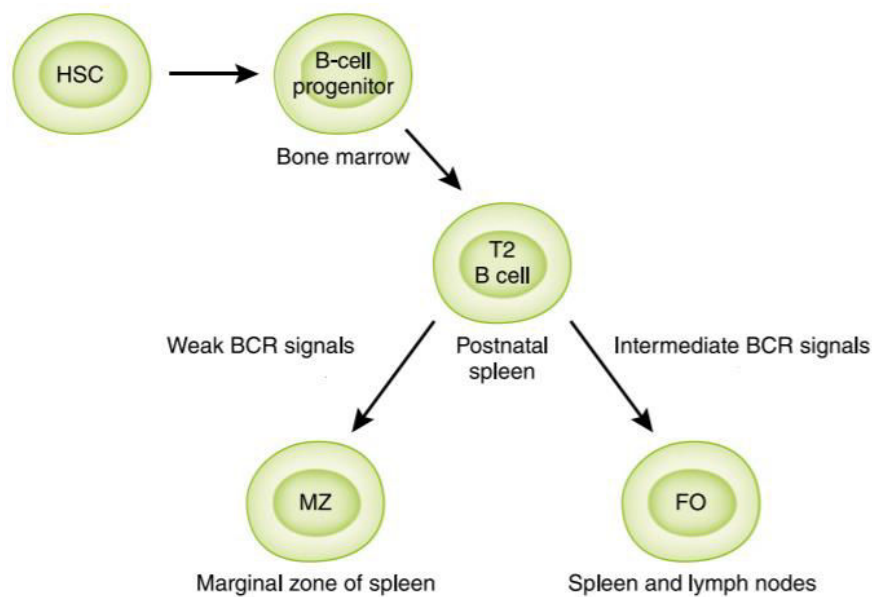 HSC
B-cell
progenitor
Bone marrow
T2
B cell
Weak BCR signals
Postnatal
spleen
Intermediate BCR signals
MZ
FO
Marginal zone of spleen
Spleen and lymph nodes